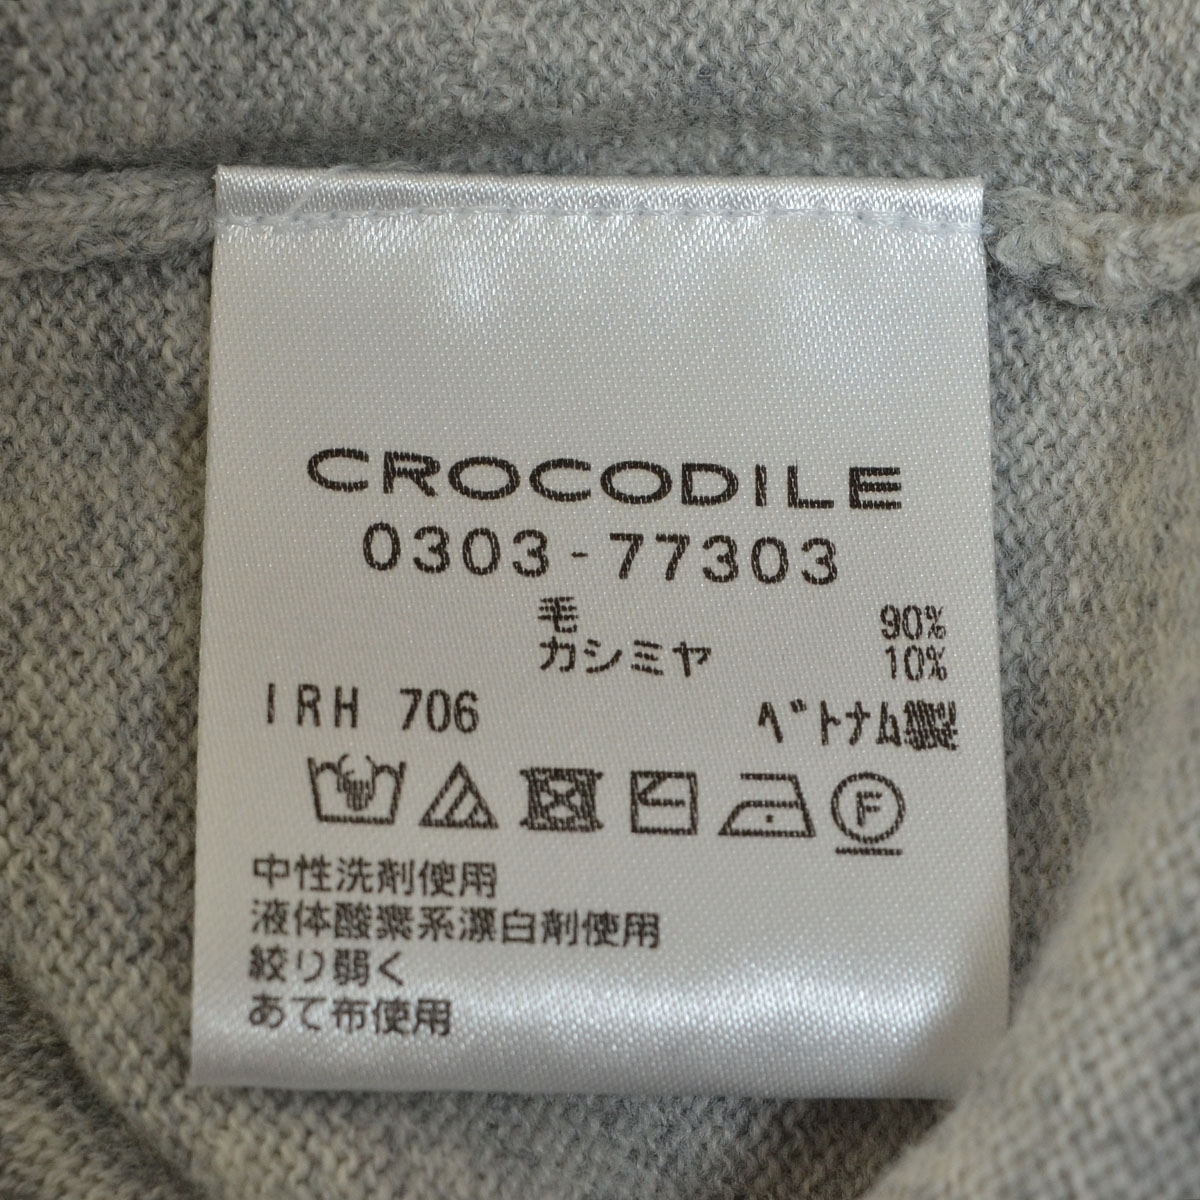 CROCODILE
0303-77303
毛 90%
カシミヤ 10%
IRH 706 ベトナム製
F
中性洗剤使用
液体酸素系漂白剤使用
絞り弱く
あて布使用